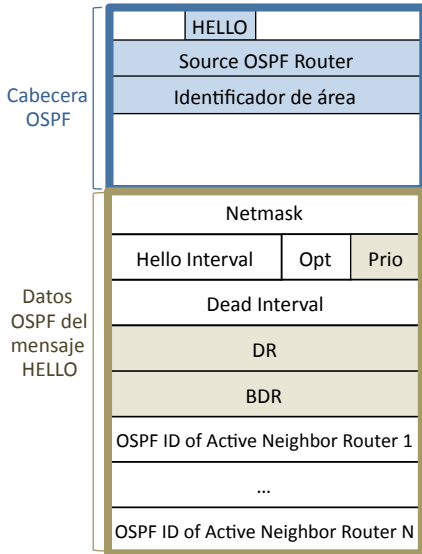 HELLO
Source OSPF Router
Identificador de área
Cabecera
OSPF
Netmask
Hello Interval
Opt
Prio
Dead Interval
DR
BDR
OSPF ID of Active Neighbor Router 1
...
OSPF ID of Active Neighbor Router N
Datos
OSPF del
mensaje
HELLO